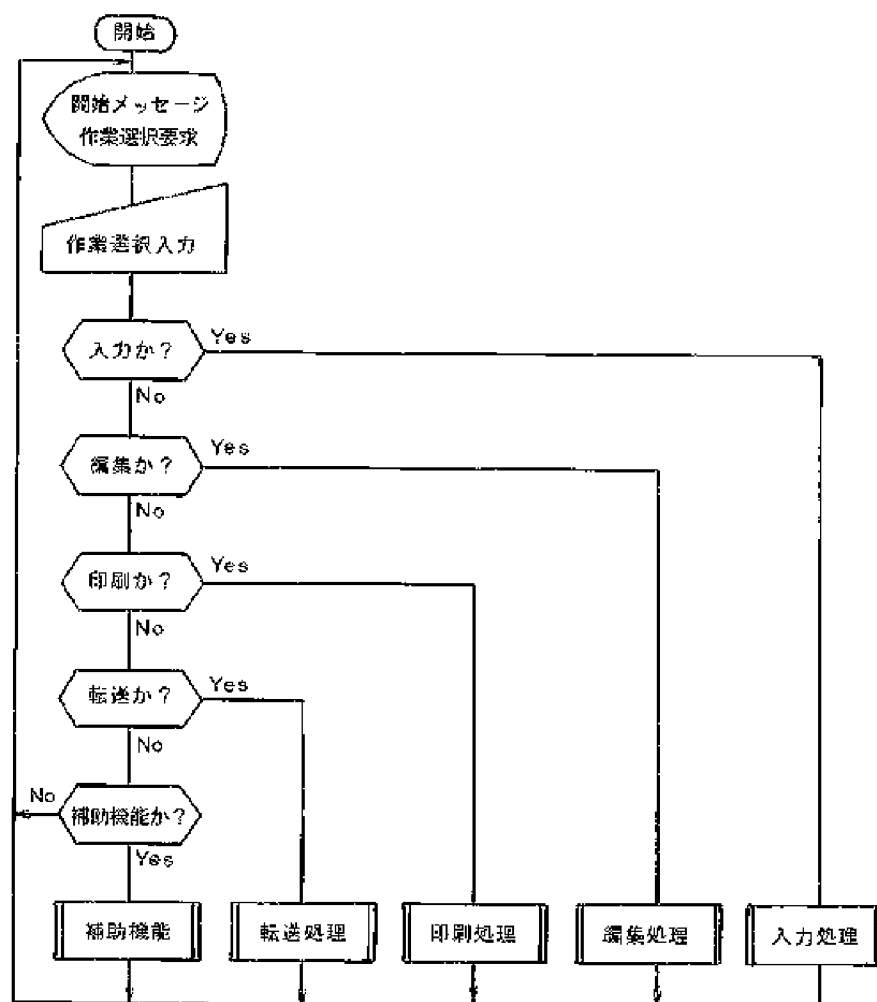 開始
開始メッセージ
作業選択要求
作業選択入力
入力か？
Yes
No
編集か？
Yes
No
印刷か？
Yes
No
転送か？
Yes
No
補助機能か？
No
Yes
補助機能
転送処理
印刷処理
編集処理
入力処理